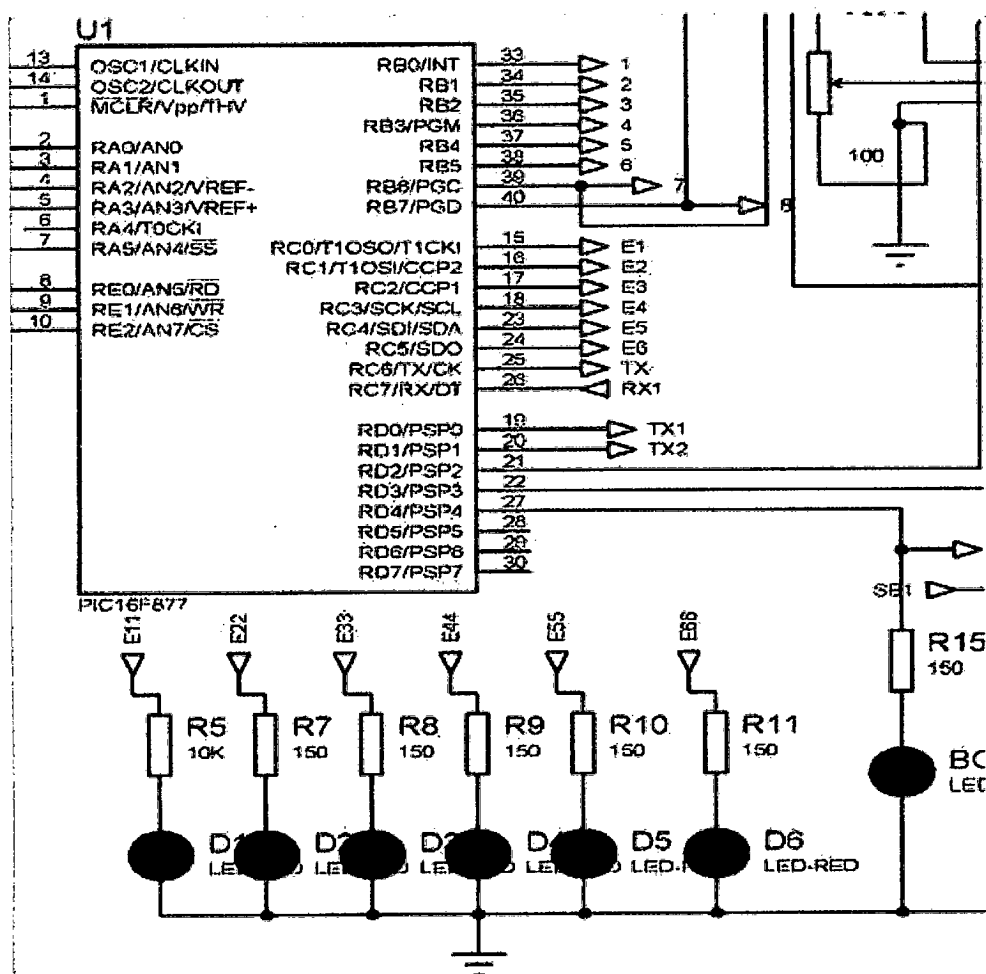 U1
13 OSC1/CLKIN RB0/INT 33 1
14 OSC2/CLKOUT RB1 34 2
1 MCLR/Vpp/THV RB2 35 3
RB3/PGM 36 4
2 RA0/AN0 RB4 37 5
3 RA1/AN1 RB5 38 6
4 RA2/AN2/VREF- RB6/PGC 39 7
5 RA3/AN3/VREF+ RB7/PGD 40 8
6 RA4/T0CKI
7 RA5/AN4/SS RC0/T1OSO/T1CKI 15 E1
RC1/T1OSI/CCP2 16 E2
8 RE0/AN5/RD RC2/CCP1 17 E3
9 RE1/AN6/WR RC3/SCK/SCL 18 E4
10 RE2/AN7/CS RC4/SDI/SDA 23 E5
RC5/SDO 24 E6
RC6/TX/CK 25 TX
RC7/RX/DT 26 RX1
RD0/PSP0 19 TX1
RD1/PSP1 20 TX2
RD2/PSP2 21
RD3/PSP3 22
RD4/PSP4 27
RD5/PSP5 28
RD6/PSP6 29
RD7/PSP7 30
PIC16F877
100
SE1
E11 E22 E33 E44 E55 E66
R5 R7 R8 R9 R10 R11 R15
10K 150 150 150 150 150 150
D5 D6
LED-RED